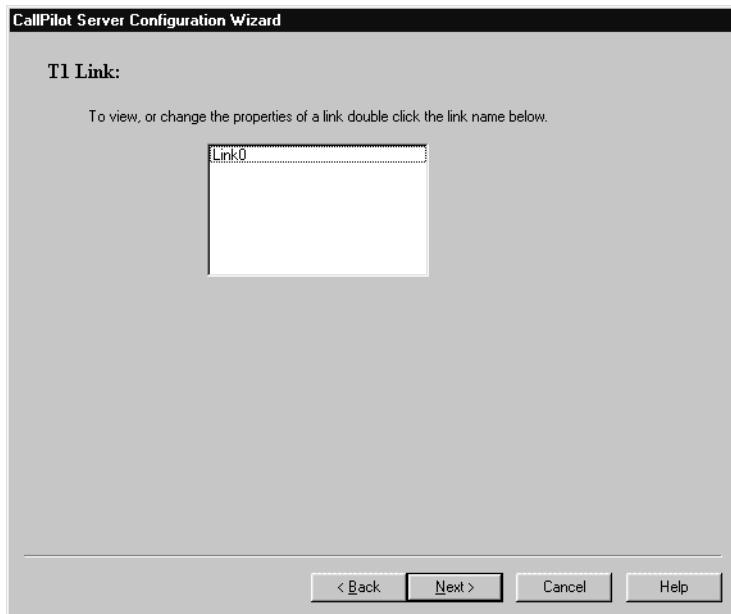 CallPilot Server Configuration Wizard
T1 Link:
To view, or change the properties of a link double click the link name below.
Link0
< Back Next > Cancel Help